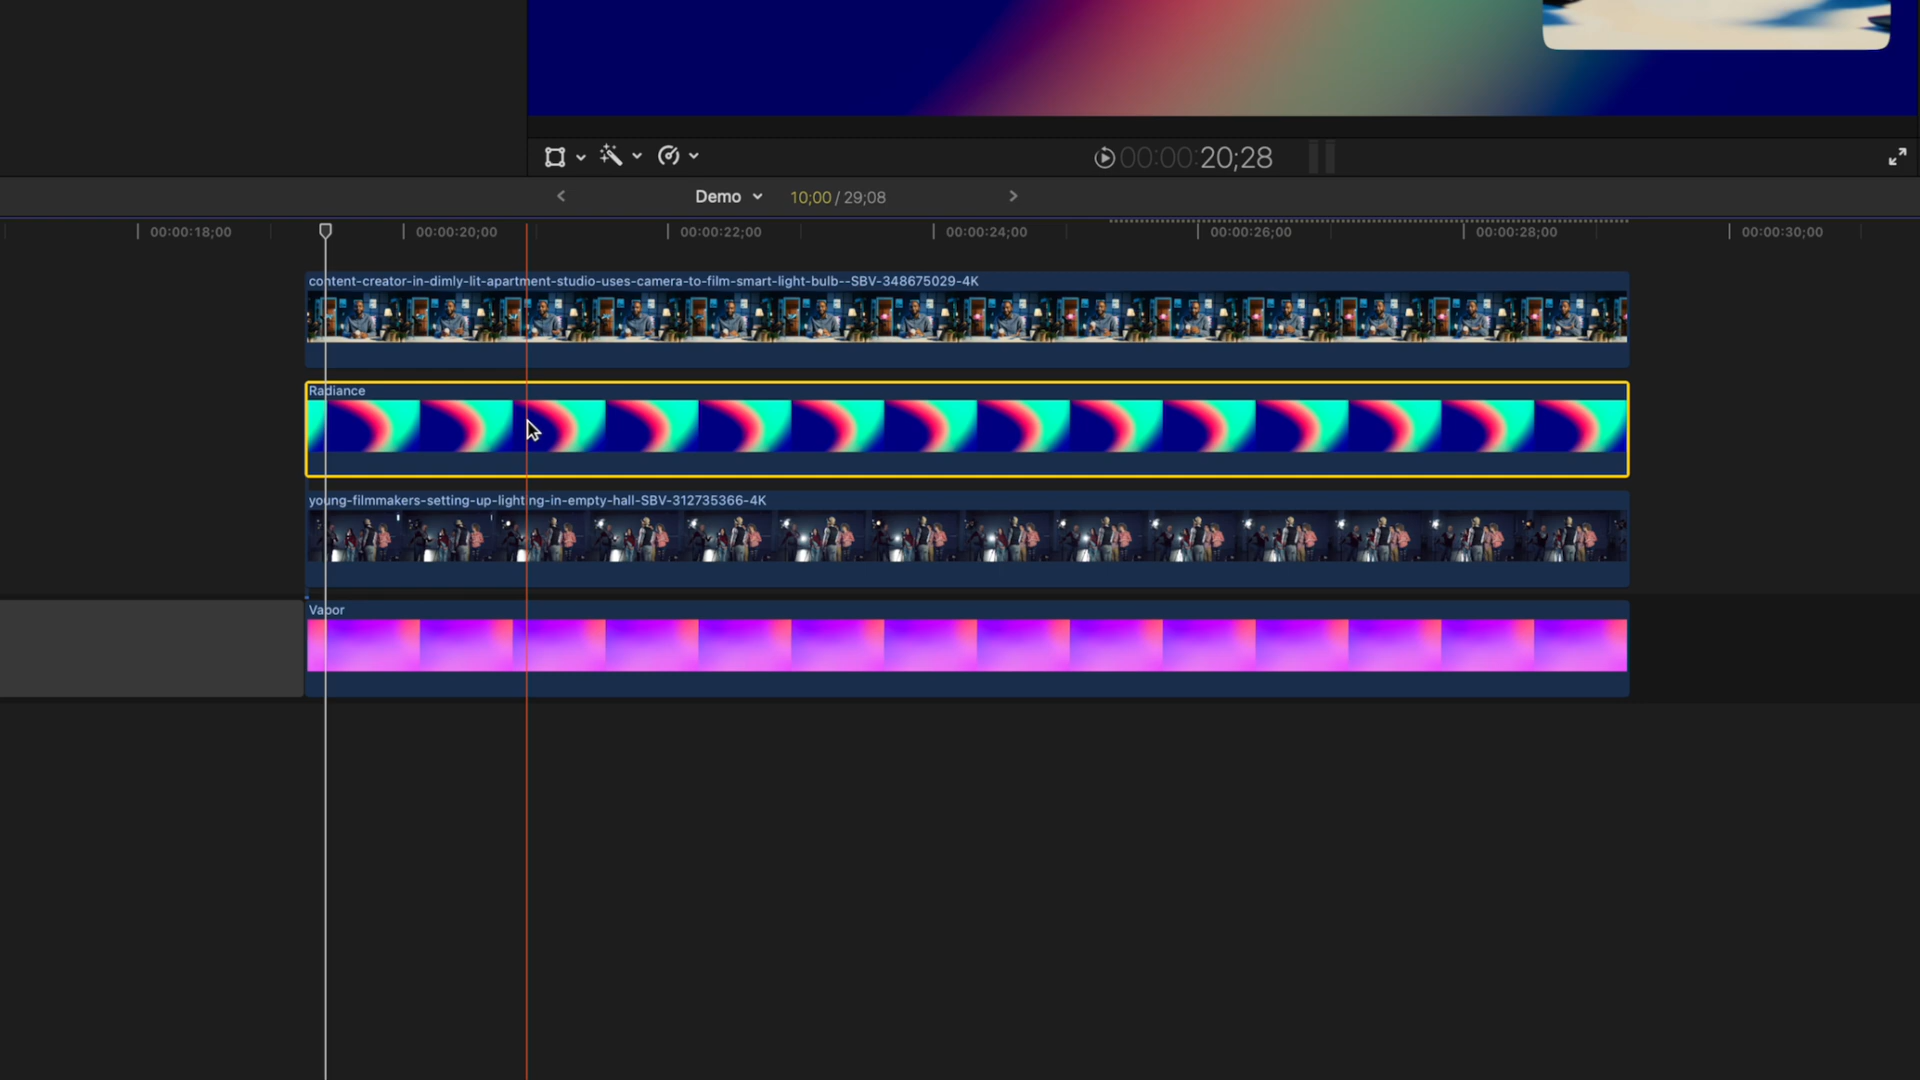 00:00:20;28
Demo 10;00 / 29;08
00:00:18;00 00:00:20;00 00:00:22;00 00:00:24;00 00:00:26;00 00:00:28;00 00:00:30;00
content-creator-in-dimly-lit-apartment-studio-uses-camera-to-film-smart-light-bulb--SBV-348675029-4K
Radiance
young-filmmakers-setting-up-lighting-in-empty-hall-SBV-312735366-4K
Vapor